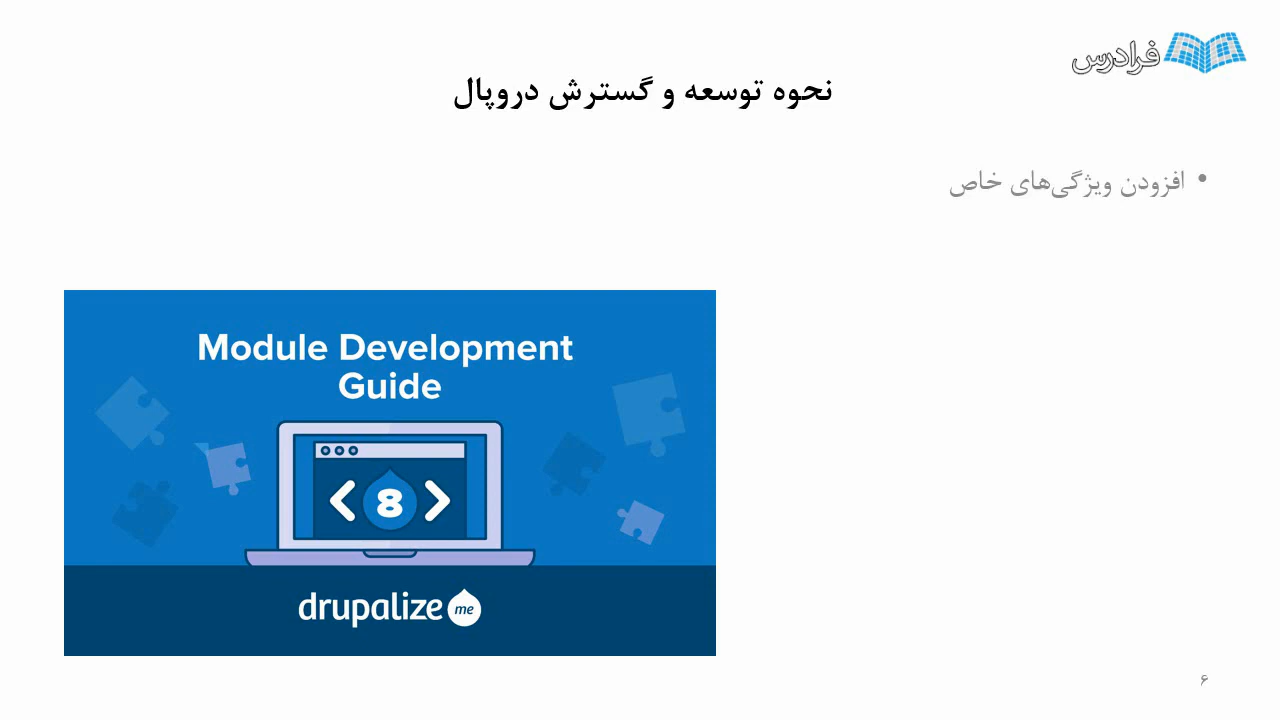 فرادرس
نحوه توسعه و گسترش دروپال
• افزودن ویژگی‌های خاص
Module Development
Guide
< 8 >
drupalize me
۶